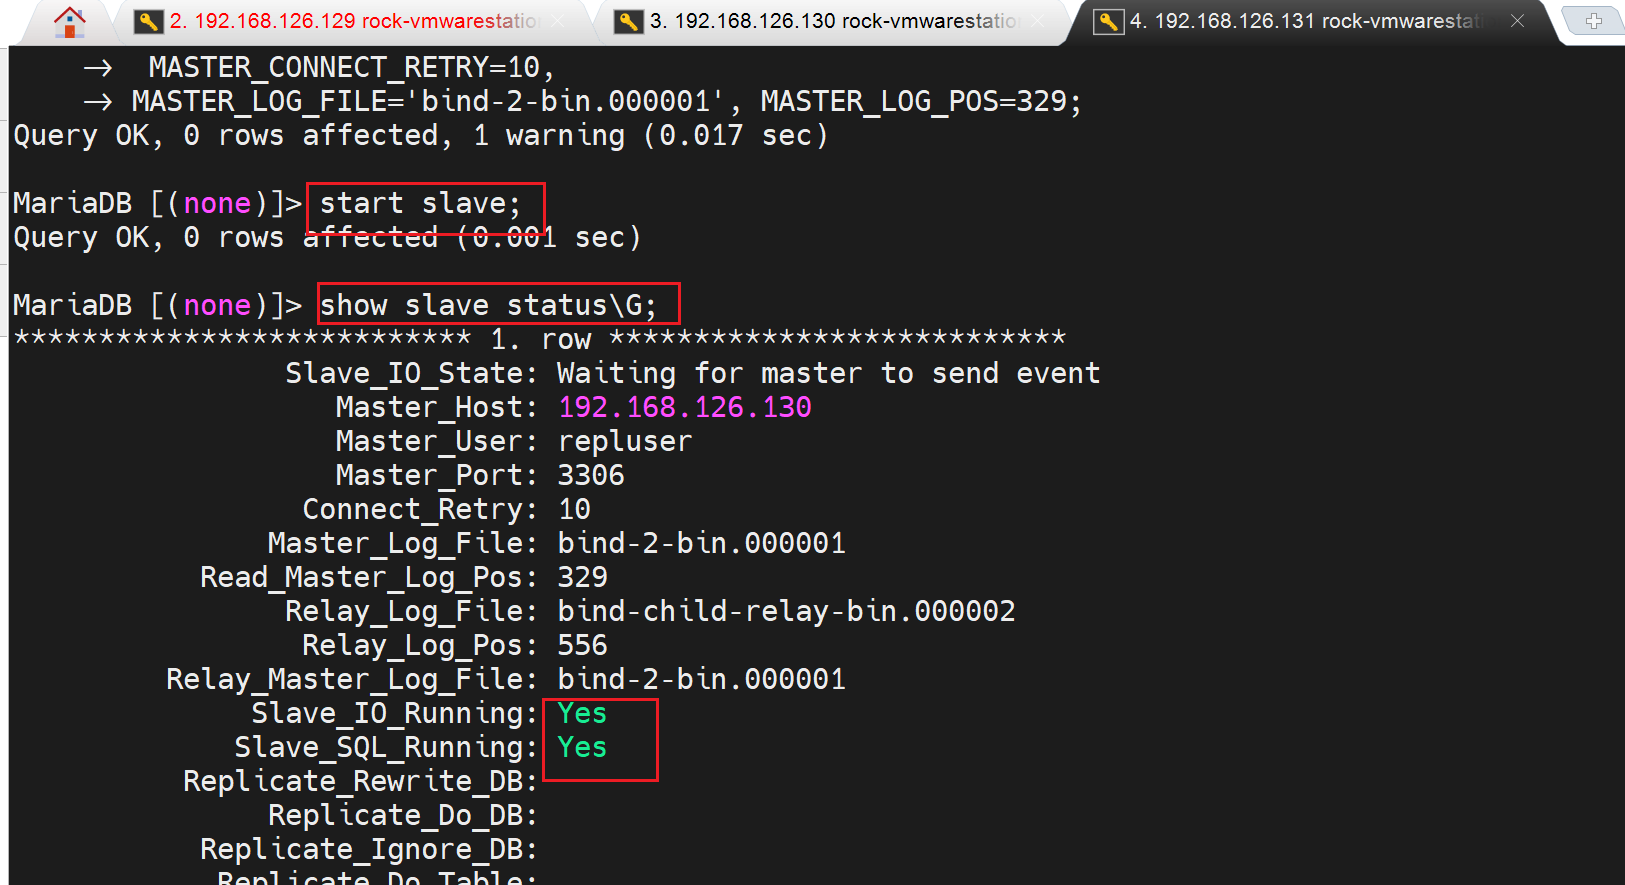 2. 192.168.126.129 rock-vmwarestatio
3. 192.168.126.130 rock-vmwarestatio
4. 192.168.126.131 rock-vmwarestati
→ MASTER_CONNECT_RETRY=10,
→ MASTER_LOG_FILE='bind-2-bin.000001', MASTER_LOG_POS=329;
Query OK, 0 rows affected, 1 warning (0.017 sec)
MariaDB [(none)]> start slave;
Query OK, 0 rows affected (0.001 sec)
MariaDB [(none)]> show slave status\G;
*************************** 1. row ***************************
Slave_IO_State: Waiting for master to send event
Master_Host: 192.168.126.130
Master_User: repluser
Master_Port: 3306
Connect_Retry: 10
Master_Log_File: bind-2-bin.000001
Read_Master_Log_Pos: 329
Relay_Log_File: bind-child-relay-bin.000002
Relay_Log_Pos: 556
Relay_Master_Log_File: bind-2-bin.000001
Slave_IO_Running: Yes
Slave_SQL_Running: Yes
Replicate_Rewrite_DB:
Replicate_Do_DB:
Replicate_Ignore_DB:
Replicate_Do_Table: